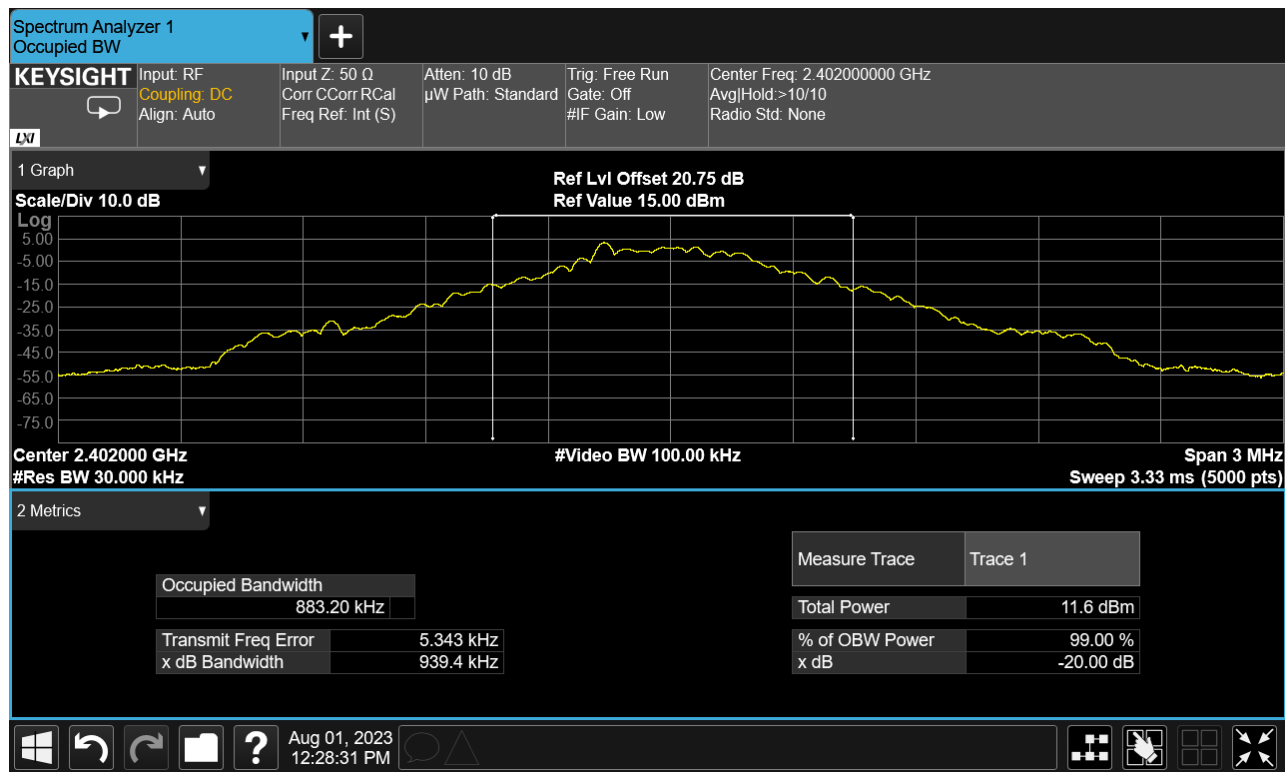 Spectrum Analyzer 1
Occupied BW
KEYSIGHT
LXI
Input: RF
Coupling: DC
Align: Auto
Input Z: 50 Ω
Corr CCorr RCal
Freq Ref: Int (S)
Atten: 10 dB
µW Path: Standard
Trig: Free Run
Gate: Off
#IF Gain: Low
Center Freq: 2.402000000 GHz
Avg|Hold:>10/10
Radio Std: None
1 Graph
Scale/Div 10.0 dB
Ref Lvl Offset 20.75 dB
Ref Value 15.00 dBm
Log
5.00
-5.00
-15.0
-25.0
-35.0
-45.0
-55.0
-65.0
-75.0
Center 2.402000 GHz
#Video BW 100.00 kHz
Span 3 MHz
#Res BW 30.000 kHz
Sweep 3.33 ms (5000 pts)
2 Metrics
Occupied Bandwidth
883.20 kHz
Transmit Freq Error 5.343 kHz
x dB Bandwidth 939.4 kHz
Measure Trace Trace 1
Total Power 11.6 dBm
% of OBW Power 99.00 %
x dB -20.00 dB
?
Aug 01, 2023
12:28:31 PM